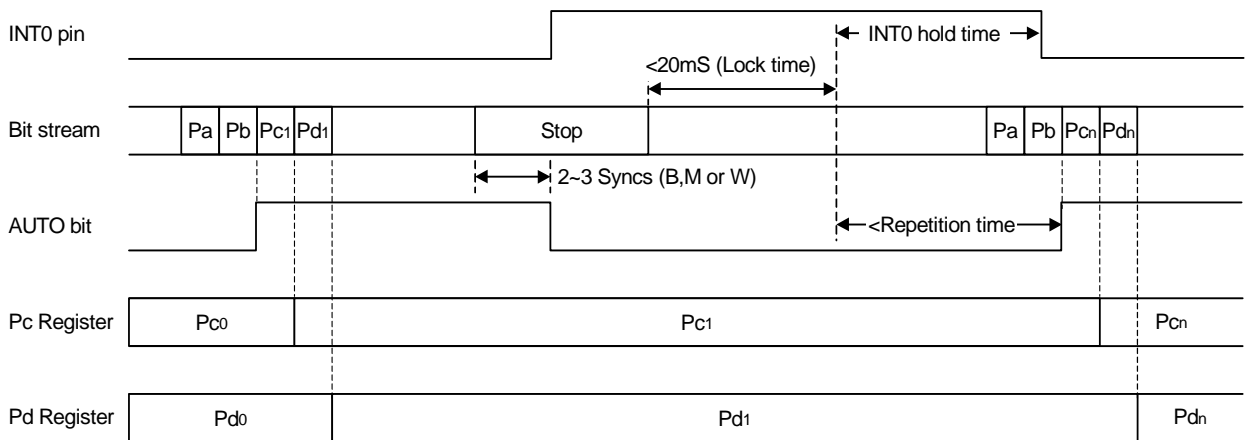 INT0 pin
INT0 hold time
<20mS (Lock time)
Bit stream
Pa Pb Pc1 Pd1 Stop Pa Pb Pcn Pdn
2~3 Syncs (B,M or W)
AUTO bit
<Repetition time
Pc Register Pc0 Pc1 Pcn
Pd Register Pd0 Pd1 Pdn